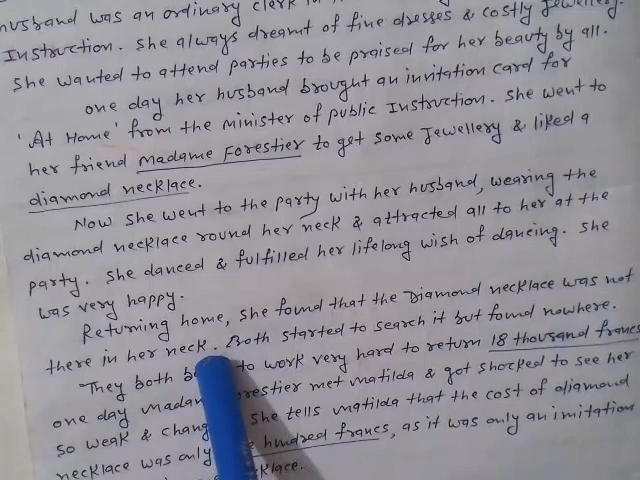 husband was an ordinary clerk in
Instruction. She always dreamt of fine dresses & costly Jewellery.
She wanted to attend parties to be praised for her beauty by all.
one day her husband brought an invitation card for
'At Home' from the minister of public Instruction. She went to
her friend Madame Forestier to get some Jewellery & liked a
diamond necklace.
Now she went to the party with her husband, wearing the
diamond necklace round her neck & attracted all to her at the
party. She danced & fulfilled her lifelong wish of dancing. She
was very happy.
Returning home, she found that the Diamond necklace was not
there in her neck. Both started to search it but found nowhere.
They both to work very hard to return 18 thousand francs
one day met matilda & got shocked to see her
so weak & she tells matilda that the cost of diamond
necklace was only hundred francs, as it was only an imitation